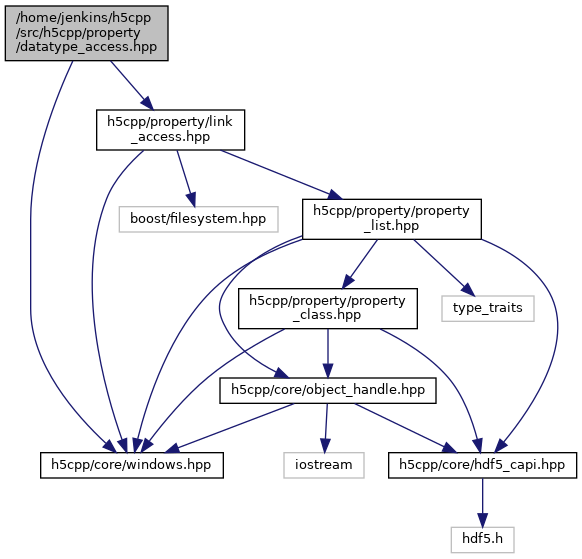 /home/jenkins/h5cpp
/src/h5cpp/property
/datatype_access.hpp
h5cpp/property/link
_access.hpp
boost/filesystem.hpp
h5cpp/property/property
_list.hpp
h5cpp/property/property
_class.hpp
type_traits
h5cpp/core/object_handle.hpp
h5cpp/core/windows.hpp
iostream
h5cpp/core/hdf5_capi.hpp
hdf5.h